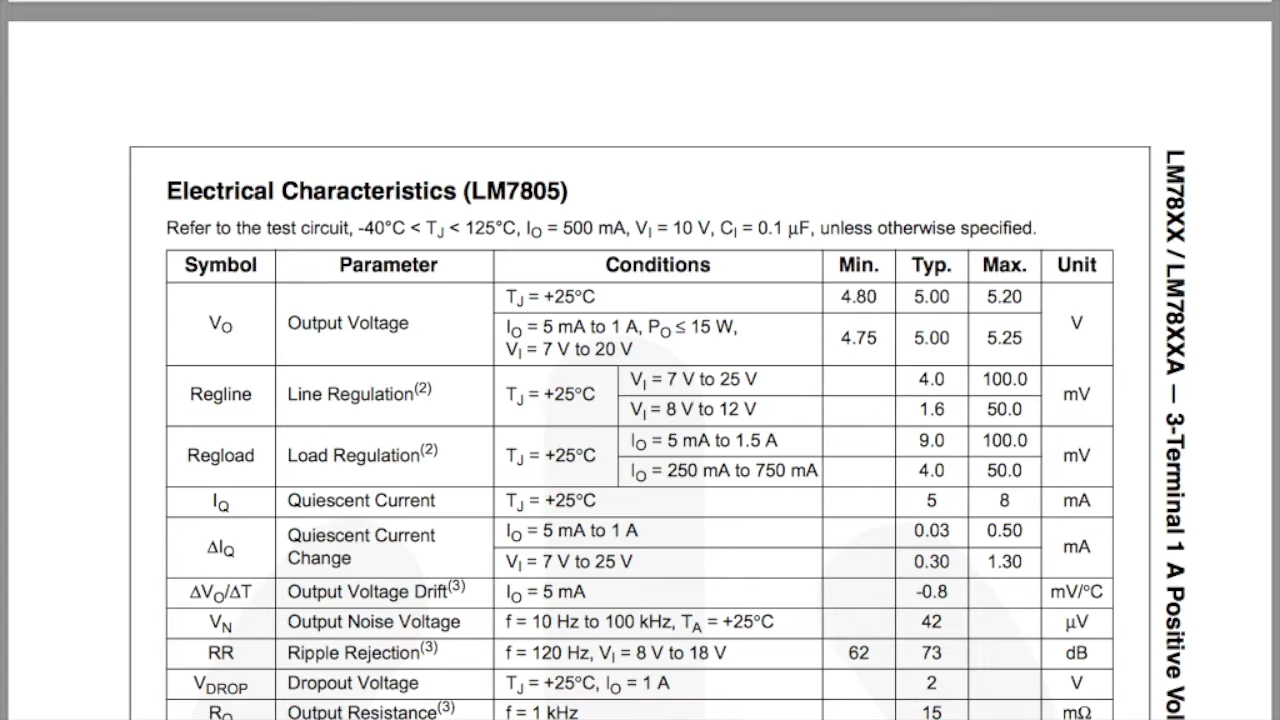 Electrical Characteristics (LM7805)
Refer to the test circuit, -40°C < TJ < 125°C, IO = 500 mA, VI = 10 V, CI = 0.1 µF, unless otherwise specified.
Symbol Parameter Conditions Min. Typ. Max. Unit
VO Output Voltage TJ = +25°C 4.80 5.00 5.20 V
IO = 5 mA to 1 A, PO ≤ 15 W,
VI = 7 V to 20 V 4.75 5.00 5.25
Regline Line Regulation(2) TJ = +25°C VI = 7 V to 25 V 4.0 100.0 mV
VI = 8 V to 12 V 1.6 50.0
Regload Load Regulation(2) TJ = +25°C IO = 5 mA to 1.5 A 9.0 100.0 mV
IO = 250 mA to 750 mA 4.0 50.0
IQ Quiescent Current TJ = +25°C 5 8 mA
ΔIQ Quiescent Current
Change IO = 5 mA to 1 A 0.03 0.50 mA
VI = 7 V to 25 V 0.30 1.30
ΔVO/ΔT Output Voltage Drift(3) IO = 5 mA -0.8 mV/°C
VN Output Noise Voltage f = 10 Hz to 100 kHz, TA = +25°C 42 µV
RR Ripple Rejection(3) f = 120 Hz, VI = 8 V to 18 V 62 73 dB
VDROP Dropout Voltage TJ = +25°C, IO = 1 A 2 V
RO Output Resistance(3) f = 1 kHz 15 mΩ
LM78XX / LM78XXA — 3-Terminal 1 A Positive Vol